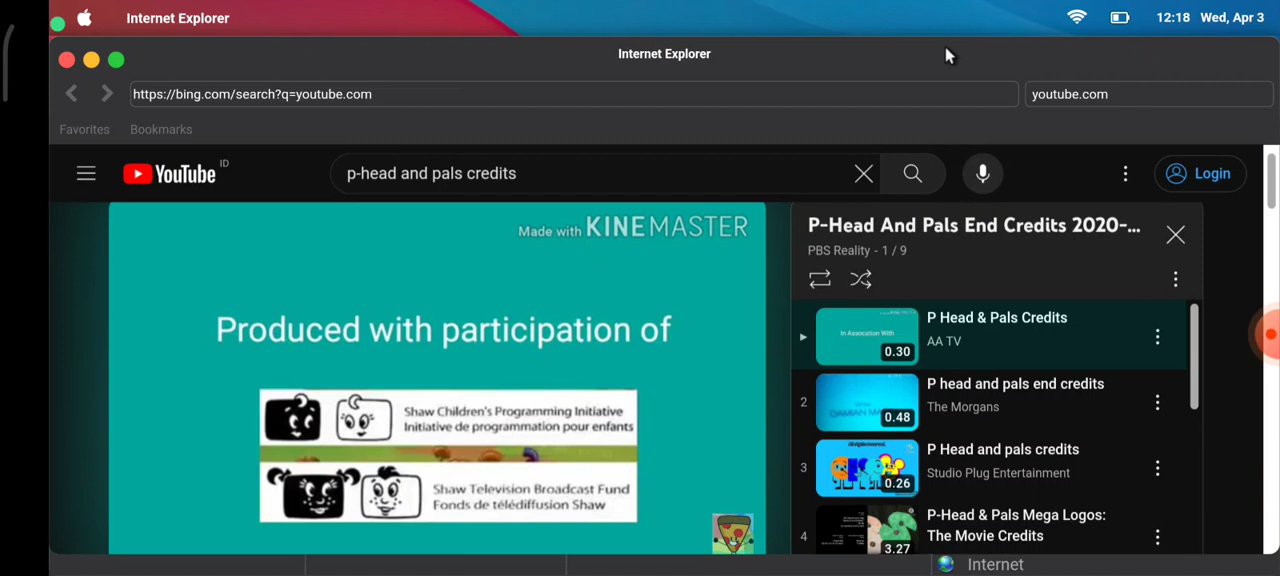 Internet Explorer
12:18 Wed, Apr 3
Internet Explorer
https://bing.com/search?q=youtube.com
youtube.com
Favorites Bookmarks
YouTube ID
p-head and pals credits
Login
Made with KINEMASTER
Produced with participation of
Shaw Children's Programming Initiative
Initiative de programmation pour enfants
Shaw Television Broadcast Fund
Fonds de télédiffusion Shaw
P-Head And Pals End Credits 2020-...
PBS Reality - 1 / 9
In Assocation With
0.30
P Head & Pals Credits
AA TV
2
0.48
P head and pals end credits
The Morgans
3
0.26
P Head and pals credits
Studio Plug Entertainment
4
3.27
P-Head & Pals Mega Logos:
The Movie Credits
Internet